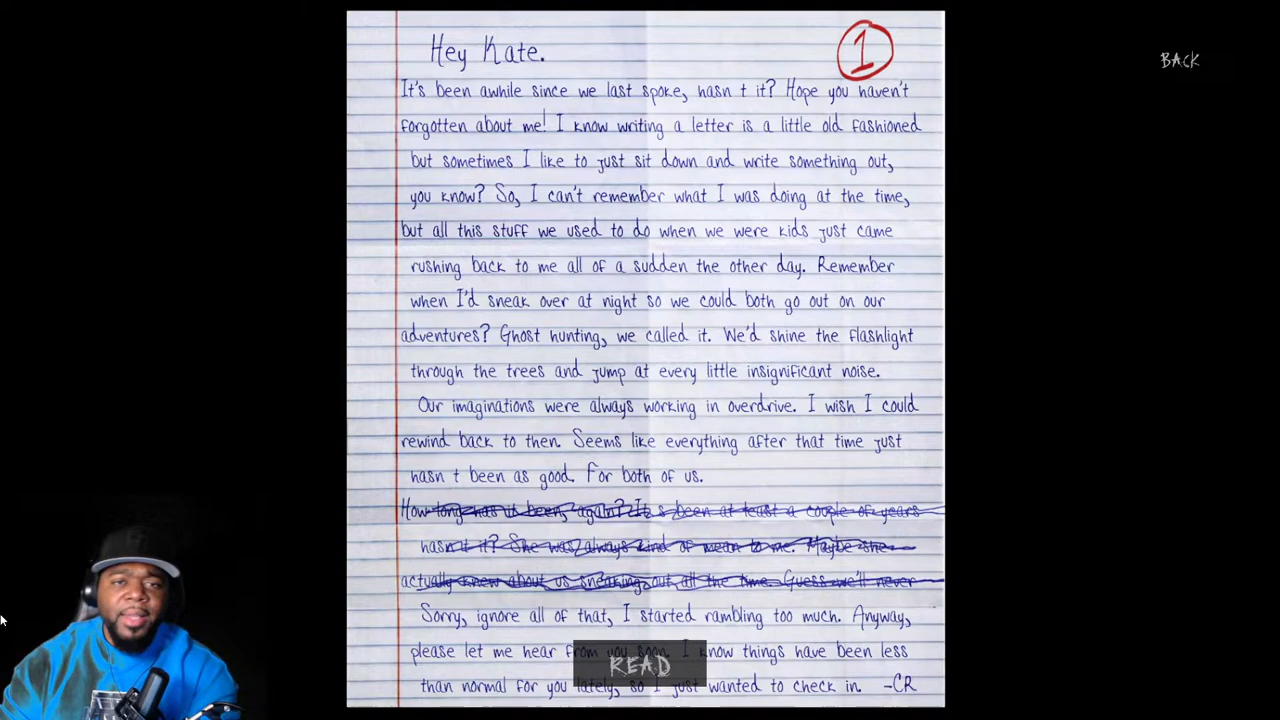 Hey Kate.
1
BACK
It's been awhile since we last spoke, hasn t it? Hope you haven't
forgotten about me! I know writing a letter is a little old fashioned
but sometimes I like to just sit down and write something out,
you know? So, I can't remember what I was doing at the time,
but all this stuff we used to do when we were kids just came
rushing back to me all of a sudden the other day. Remember
when I'd sneak over at night so we could both go out on our
adventures? Ghost hunting, we called it. We'd shine the flashlight
through the trees and jump at every little insignificant noise.
Our imaginations were always working in overdrive. I wish I could
rewind back to then. Seems like everything after that time just
hasn t been as good. For both of us.
How long has it been, again? It s been at least a couple of years
hasn t it? She was always kind of mean to me. Maybe she
actually knew about us sneaking out all the time. Guess we'll never
Sorry, ignore all of that, I started rambling too much. Anyway,
please let me hear from you soon. I know things have been less
READ
than normal for you lately, so I just wanted to check in. -CR